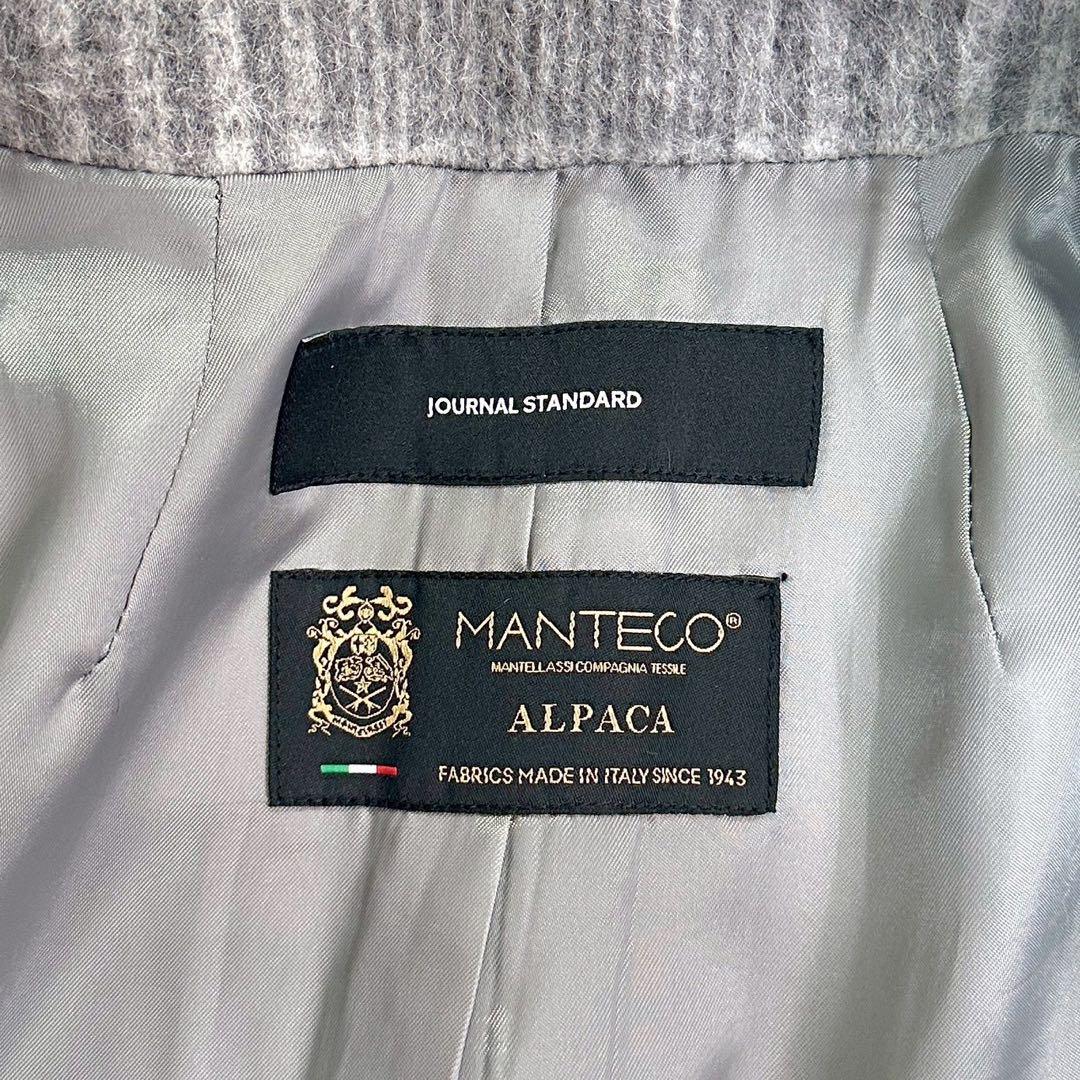 JOURNAL STANDARD
MANTECO®
MANTELLASSI COMPAGNIA TESSILE
ALPACA
FABRICS MADE IN ITALY SINCE 1943